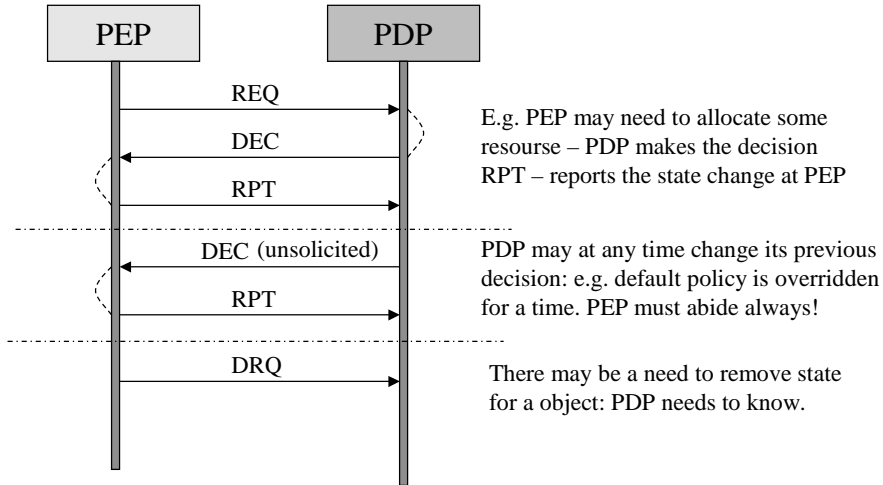 PEP
PDP
REQ
DEC
RPT
E.g. PEP may need to allocate some
resourse – PDP makes the decision
RPT – reports the state change at PEP
DEC (unsolicited)
RPT
PDP may at any time change its previous
decision: e.g. default policy is overridden
for a time. PEP must abide always!
DRQ
There may be a need to remove state
for a object: PDP needs to know.